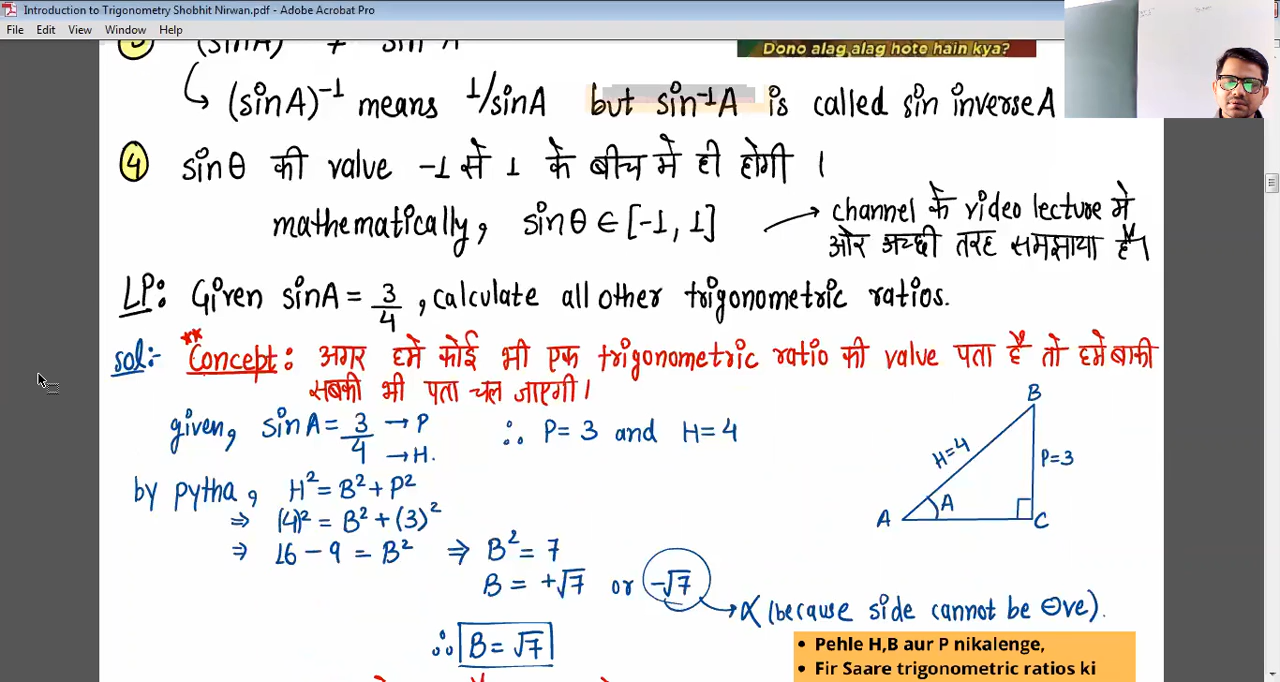 Introduction to Trigonometry Shobhit Nirwan.pdf - Adobe Acrobat Pro
File Edit View Window Help
Dono alag,alag hote hain kya?
(sinA)⁻¹ means 1/sinA but sin⁻¹A is called sin inverse A
④ sinθ की value -1 से 1 के बीच मे ही होगी ।
mathematically, sinθ ∈ [-1, 1]
channel के video lecture मे
और अच्छी तरह समझाया है।
LP: Given sinA = 3/4, calculate all other trigonometric ratios.
sol:- **Concept: अगर हमे कोई भी एक trigonometric ratio की value पता है तो हमे बाकी
सबकी भी पता चल जाएगी।
given, sinA = 3/4 → P → H. ∴ P= 3 and H= 4
by pytha, H² = B² + P²
⇒ (4)² = B² + (3)²
⇒ 16 - 9 = B² ⇒ B² = 7
B = +√7 or -√7
(because side cannot be ⊖ve).
∴ B = √7
B
H=4
P=3
A
A
C
• Pehle H,B aur P nikalenge,
• Fir Saare trigonometric ratios ki